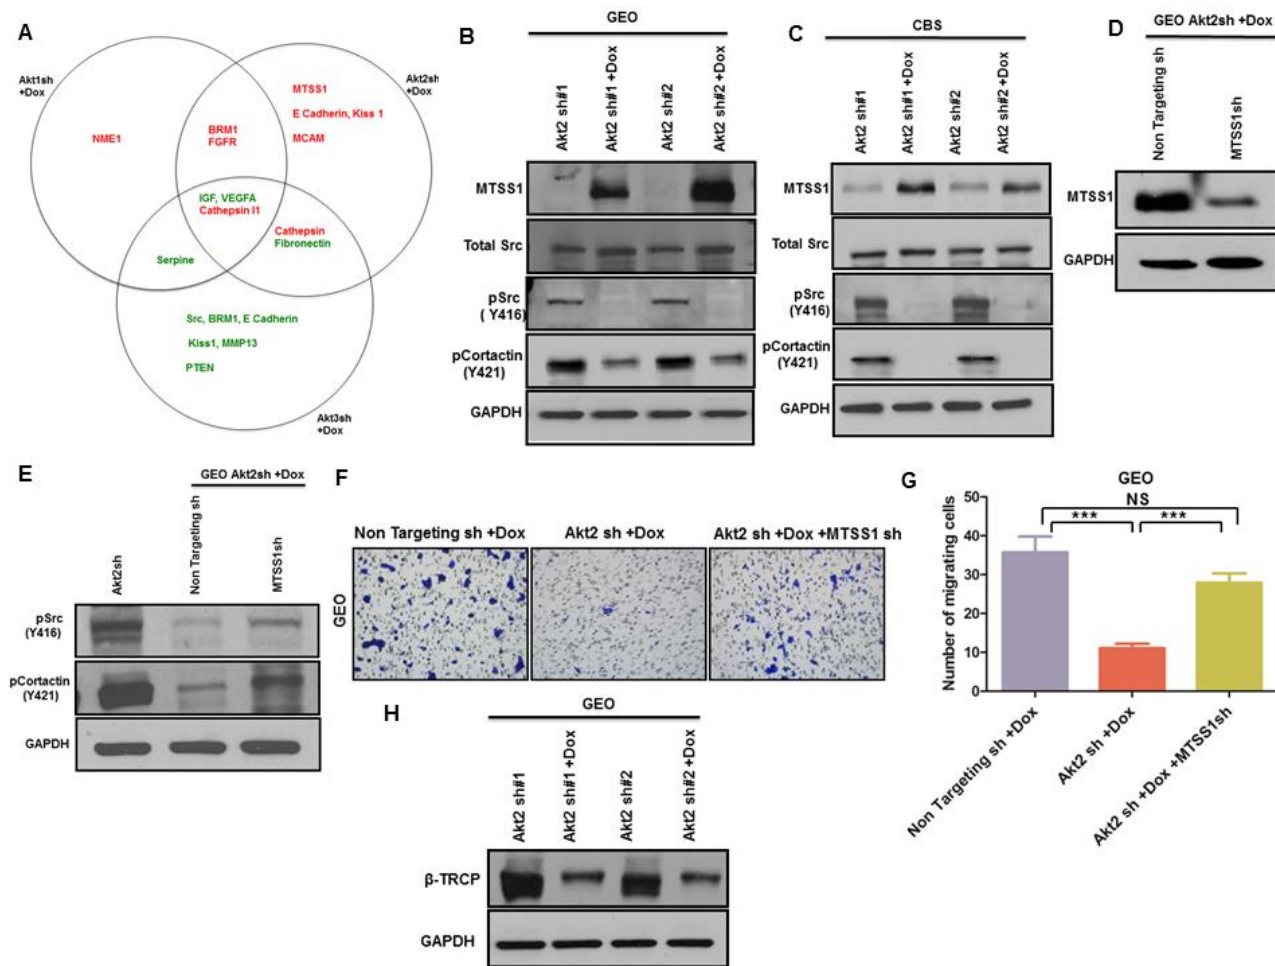 A
Akt1sh
+Dox
Akt2sh
+Dox
MTSS1
E Cadherin, Kiss 1
MCAM
NME1
BRM1
FGFR
IGF, VEGFA
Cathepsin l1
Cathepsin
Fibronectin
Serpine
Src, BRM1, E Cadherin
Kiss1, MMP13
PTEN
Akt3sh
+Dox
B
GEO
Akt2 sh#1
Akt2 sh#1 +Dox
Akt2 sh#2
Akt2 sh#2 +Dox
MTSS1
Total Src
pSrc
( Y416)
pCortactin
(Y421)
GAPDH
C
CBS
Akt2 sh#1
Akt2 sh#1 +Dox
Akt2 sh#2
Akt2 sh#2 +Dox
MTSS1
Total Src
pSrc
(Y416)
pCortactin
(Y421)
GAPDH
D
GEO Akt2sh +Dox
Non Targeting sh
MTSS1sh
MTSS1
GAPDH
E
GEO Akt2sh +Dox
Akt2sh
Non Targeting sh
MTSS1sh
pSrc
(Y416)
pCortactin
(Y421)
GAPDH
F
Non Targeting sh +Dox
Akt2 sh +Dox
Akt2 sh +Dox +MTSS1 sh
GEO
G
GEO
NS
*** ***
Number of migrating cells
50
40
30
20
10
0
Non Targeting sh +Dox
Akt2 sh +Dox
Akt2 sh +Dox +MTSS1sh
H
GEO
Akt2 sh#1
Akt2 sh#1 +Dox
Akt2 sh#2
Akt2 sh#2 +Dox
β-TRCP
GAPDH